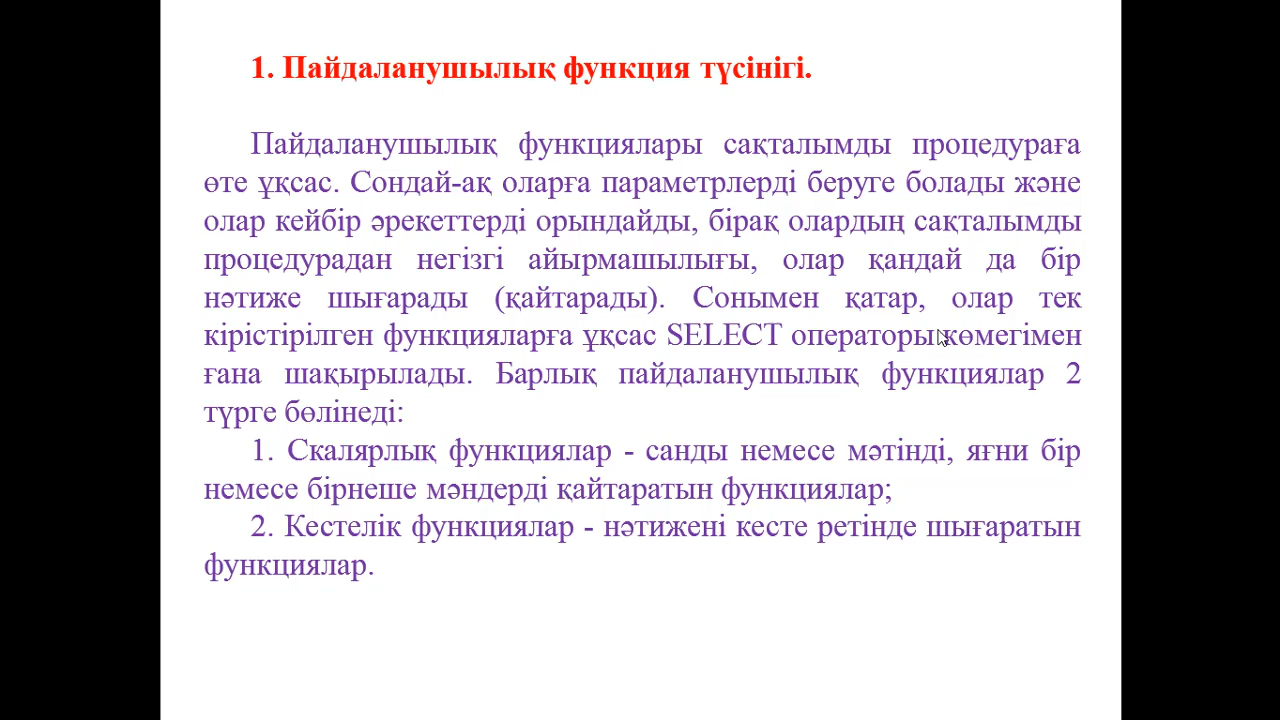 1. Пайдаланушылық функция түсінігі.
Пайдаланушылық функциялары сақталымды процедураға
өте ұқсас. Сондай-ақ оларға параметрлерді беруге болады және
олар кейбір әрекеттерді орындайды, бірақ олардың сақталымды
процедурадан негізгі айырмашылығы, олар қандай да бір
нәтиже шығарады (қайтарады). Сонымен қатар, олар тек
кірістірілген функцияларға ұқсас SELECT операторы көмегімен
ғана шақырылады. Барлық пайдаланушылық функциялар 2
түрге бөлінеді:
1. Скалярлық функциялар - санды немесе мәтінді, яғни бір
немесе бірнеше мәндерді қайтаратын функциялар;
2. Кестелік функциялар - нәтижені кесте ретінде шығаратын
функциялар.